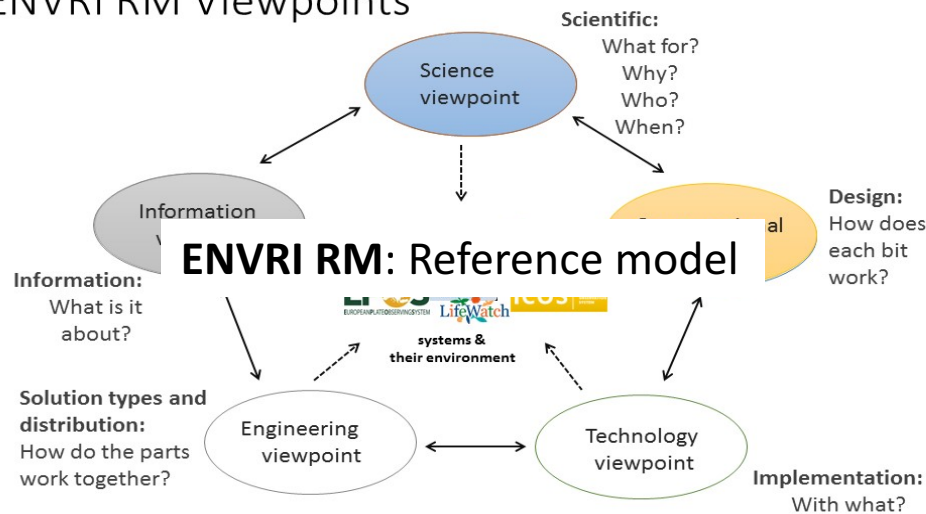 ENVRI RM Viewpoints
Scientific:
What for?
Why?
Who?
When?
Science
viewpoint
Information
Design:
How does
each bit
work?
ENVRI RM: Reference model
Information:
What is it
about?
EUROPEANPLATEOBSERVINGSYSTEM
LifeWatch
ICOS
systems &
their environment
Solution types and
distribution:
How do the parts
work together?
Engineering
viewpoint
Technology
viewpoint
Implementation:
With what?